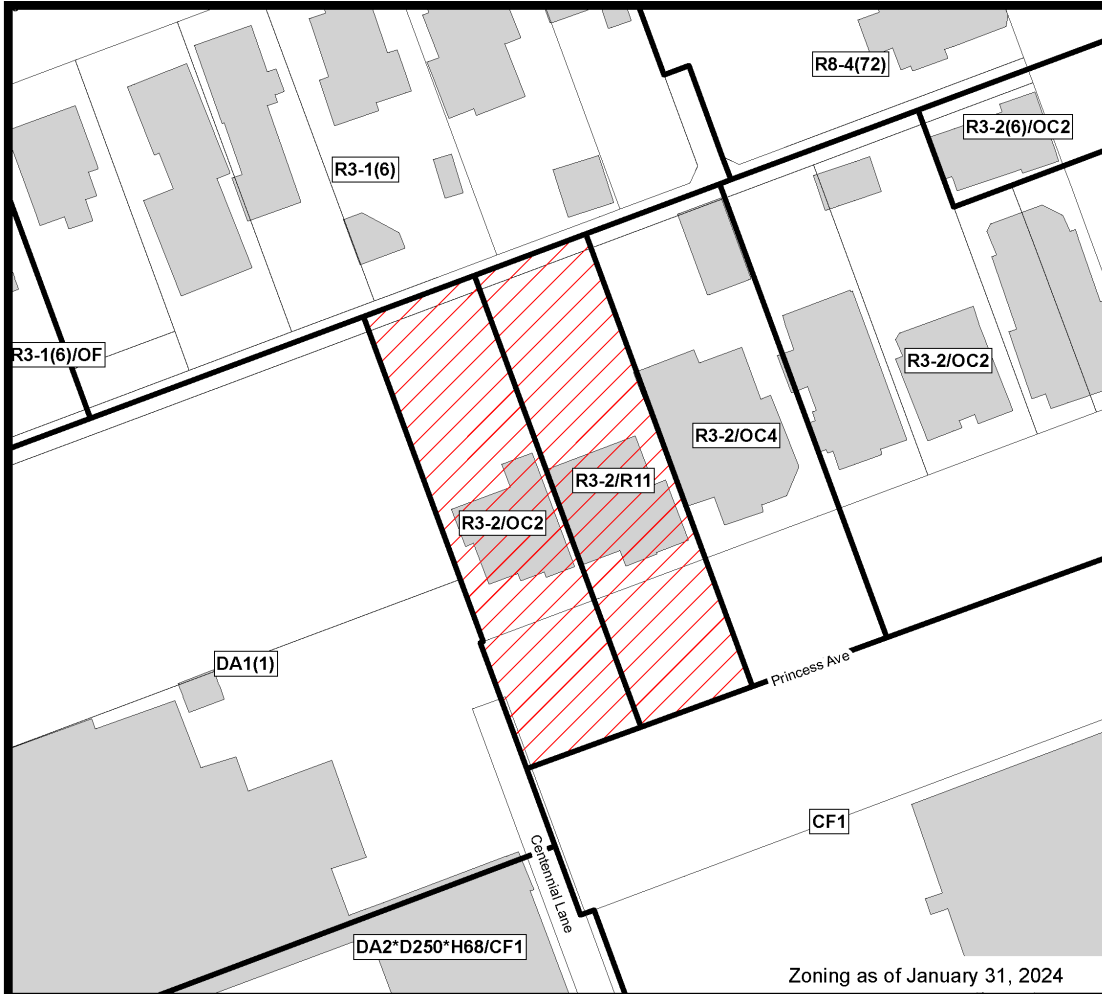 R8-4(72)
R3-2(6)/OC2
R3-1(6)
R3-1(6)/OF
R3-2/OC2
R3-2/OC4
R3-2/R11
R3-2/OC2
DA1(1)
Princess Ave
CF1
Centennial Lane
DA2*D250*H68/CF1
Zoning as of January 31, 2024